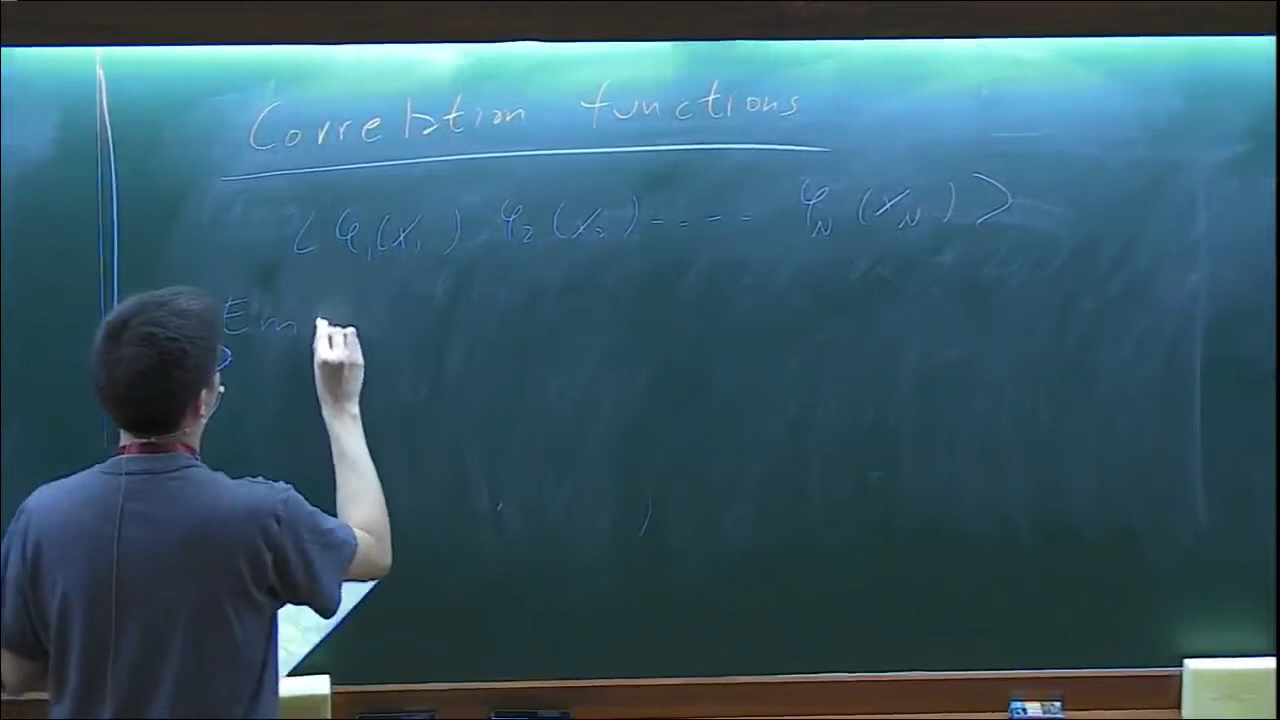 Correlation functions
⟨ φ₁(x₁) φ₂(x₂) ---- φ_N(x_N) ⟩
Em